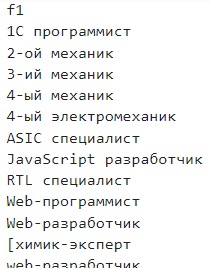 f1
1С программист
2-ой механик
3-ий механик
4-ый механик
4-ый электромеханик
ASIC специалист
JavaScript разработчик
RTL специалист
Web-программист
Web-разработчик
[химик-эксперт
web-разработчик